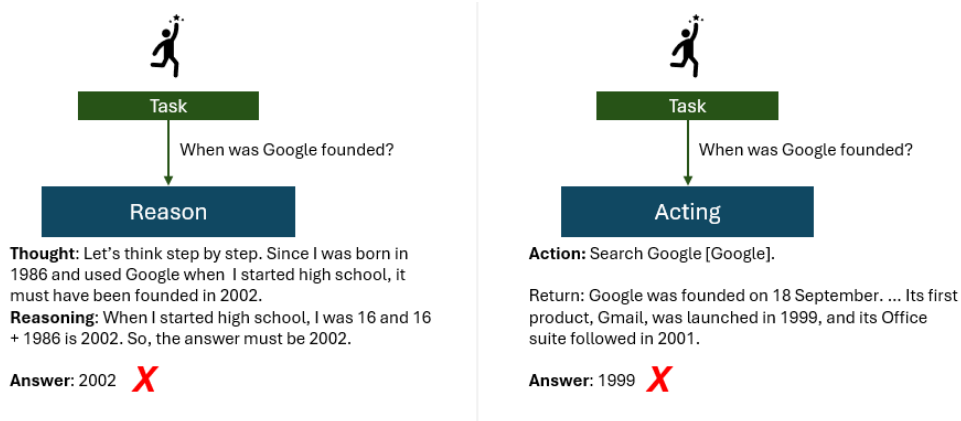 Task
When was Google founded?
Reason
Thought: Let's think step by step. Since I was born in
1986 and used Google when I started high school, it
must have been founded in 2002.
Reasoning: When I started high school, I was 16 and 16
+ 1986 is 2002. So, the answer must be 2002.
Answer: 2002 X
Task
When was Google founded?
Acting
Action: Search Google [Google].
Return: Google was founded on 18 September. ... Its first
product, Gmail, was launched in 1999, and its Office
suite followed in 2001.
Answer: 1999 X